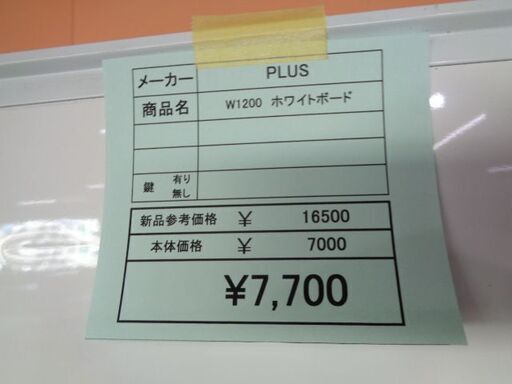 メーカー PLUS
商品名 W1200 ホワイトボード
鍵 有り
無し
新品参考価格 ¥ 16500
本体価格 ¥ 7000
¥7,700